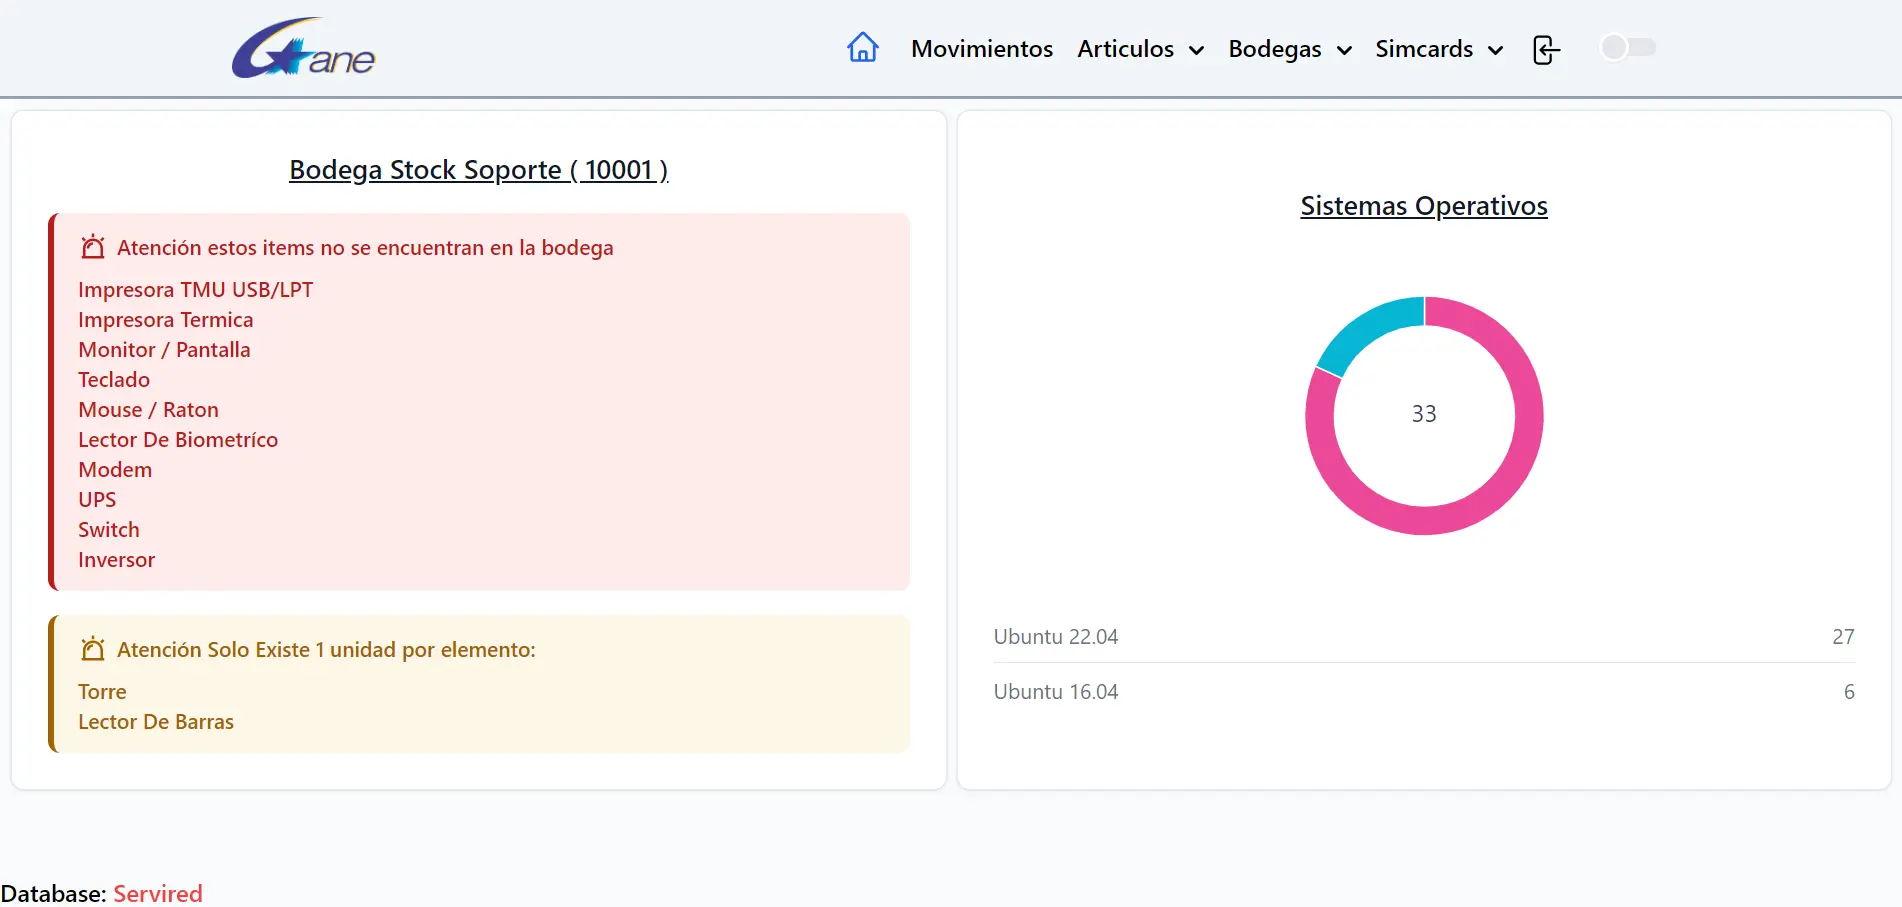 Gane
Movimientos Articulos Bodegas Simcards
Bodega Stock Soporte ( 10001 )
Atención estos items no se encuentran en la bodega
Impresora TMU USB/LPT
Impresora Termica
Monitor / Pantalla
Teclado
Mouse / Raton
Lector De Biometríco
Modem
UPS
Switch
Inversor
Atención Solo Existe 1 unidad por elemento:
Torre
Lector De Barras
Sistemas Operativos
33
Ubuntu 22.04 27
Ubuntu 16.04 6
Database: Servired